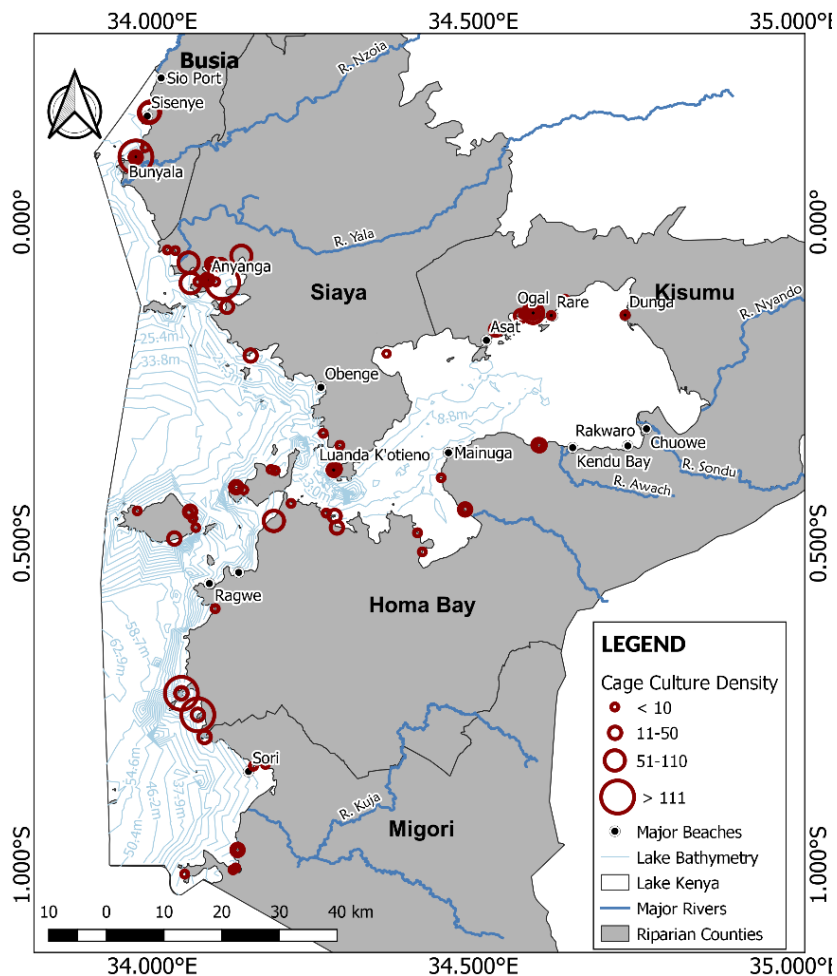 34.000°E
34.500°E
35.000°E
Busia
Sio Port
R. Nzoia
Sisenye
Bunyala
0.000°
0.000°
R. Yala
Anyanga
Siaya
Ogal
Rare
Dunga
Kisumu
R. Nyando
Asat
25.4m
33.8m
Obenge
8.8m
Rakwaro
Chuowe
Luanda K'otieno
Mainuga
Kendu Bay
R. Sondu
R. Awach
0.500°S
0.500°S
Ragwe
Homa Bay
58.7m
62.9m
LEGEND
Cage Culture Density
< 10
11-50
51-110
> 111
Major Beaches
Lake Bathymetry
Lake Kenya
Major Rivers
Riparian Counties
Sori
54.6m
46.2m
37.9m
50.4m
R. Kuja
Migori
1.000°S
1.000°S
10 0 10 20 30 40 km
34.000°E
34.500°E
35.000°E